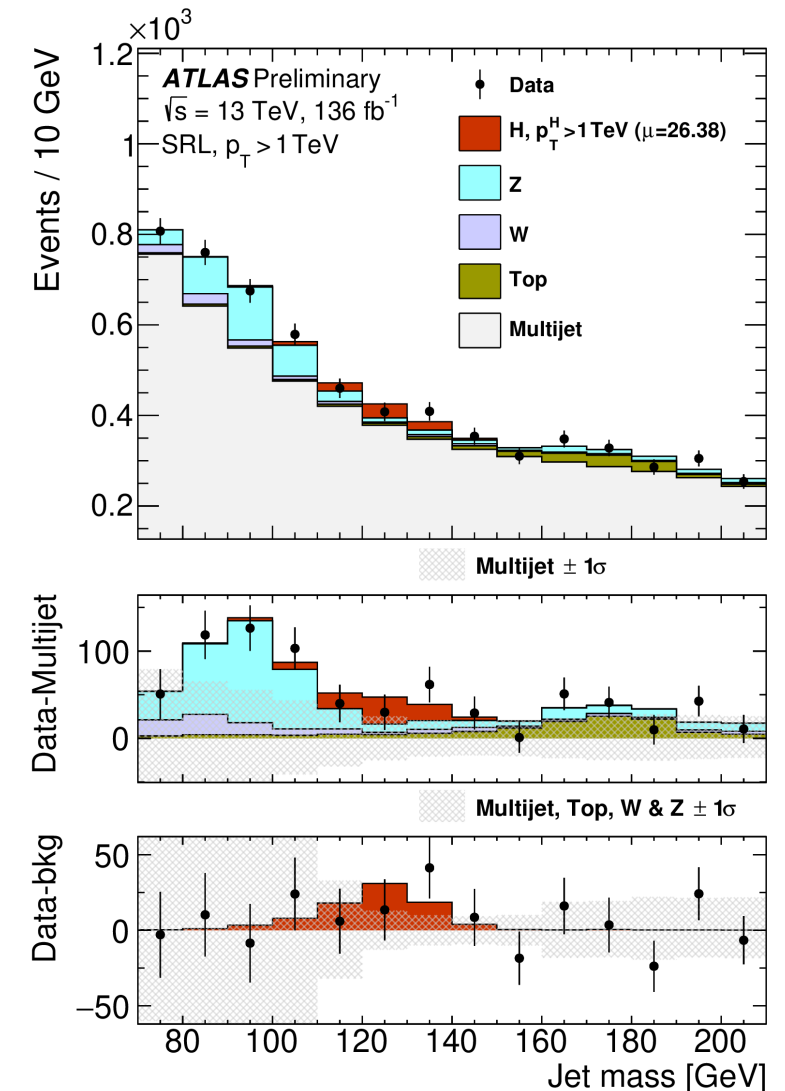 ×10³
Events / 10 GeV
1.2
1
0.8
0.6
0.4
0.2
ATLAS Preliminary
√s = 13 TeV, 136 fb⁻¹
SRL, p_T > 1 TeV
Data
H, p_T^H > 1 TeV (μ=26.38)
Z
W
Top
Multijet
Multijet ± 1σ
Data-Multijet
100
0
Multijet, Top, W & Z ± 1σ
Data-bkg
50
0
−50
80 100 120 140 160 180 200
Jet mass [GeV]